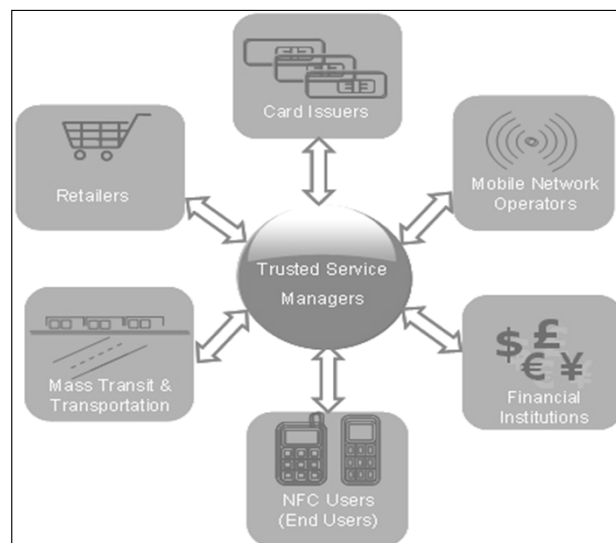 Card Issuers
Retailers
Mobile Network
Operators
Trusted Service
Managers
Mass Transit &
Transportation
$ £
€ ¥
Financial
Institutions
NFC Users
(End Users)